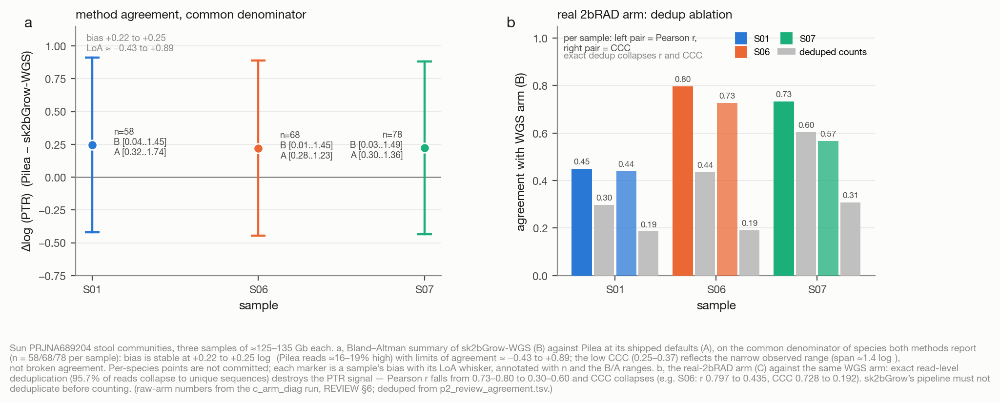 a
method agreement, common denominator
bias +0.22 to +0.25
LoA ≈ −0.43 to +0.89
Δlog (PTR) (Pilea − sk2bGrow-WGS)
1.00
0.75
0.50
0.25
0.00
−0.25
−0.50
−0.75
n=58
B [0.04..1.45]
A [0.32..1.74]
n=68
B [0.01..1.45]
A [0.28..1.23]
n=78
B [0.03..1.49]
A [0.30..1.36]
S01
S06
S07
sample
b
real 2bRAD arm: dedup ablation
per sample: left pair = Pearson r,
right pair = CCC
exact dedup collapses r and CCC
S01
S07
S06
deduped counts
agreement with WGS arm (B)
1.0
0.8
0.6
0.4
0.2
0.0
0.45
0.30
0.44
0.19
0.80
0.44
0.73
0.19
0.73
0.60
0.57
0.31
S01
S06
S07
sample
Sun PRJNA689204 stool communities, three samples of ≈125–135 Gb each. a, Bland–Altman summary of sk2bGrow-WGS (B) against Pilea at its shipped defaults (A), on the common denominator of species both methods report
(n = 58/68/78 per sample): bias is stable at +0.22 to +0.25 log  (Pilea reads ≈16–19% high) with limits of agreement ≈ −0.43 to +0.89; the low CCC (0.25–0.37) reflects the narrow observed range (span ≈1.4 log ),
not broken agreement. Per-species points are not committed; each marker is a sample's bias with its LoA whisker, annotated with n and the B/A ranges. b, the real-2bRAD arm (C) against the same WGS arm: exact read-level
deduplication (95.7% of reads collapse to unique sequences) destroys the PTR signal — Pearson r falls from 0.73–0.80 to 0.30–0.60 and CCC collapses (e.g. S06: r 0.797 to 0.435, CCC 0.728 to 0.192). sk2bGrow's pipeline must not
deduplicate before counting. (raw-arm numbers from the c_arm_diag run, REVIEW §6; deduped from p2_review_agreement.tsv.)